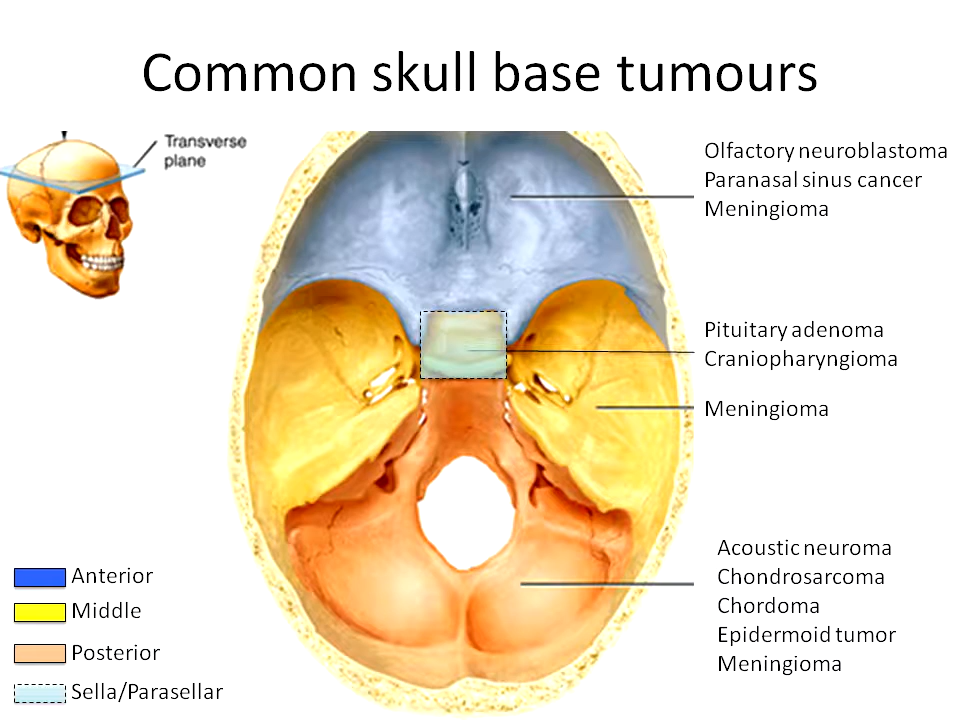 Common skull base tumours
Transverse
plane
Olfactory neuroblastoma
Paranasal sinus cancer
Meningioma
Pituitary adenoma
Craniopharyngioma
Meningioma
Acoustic neuroma
Chondrosarcoma
Chordoma
Epidermoid tumor
Meningioma
Anterior
Middle
Posterior
Sella/Parasellar